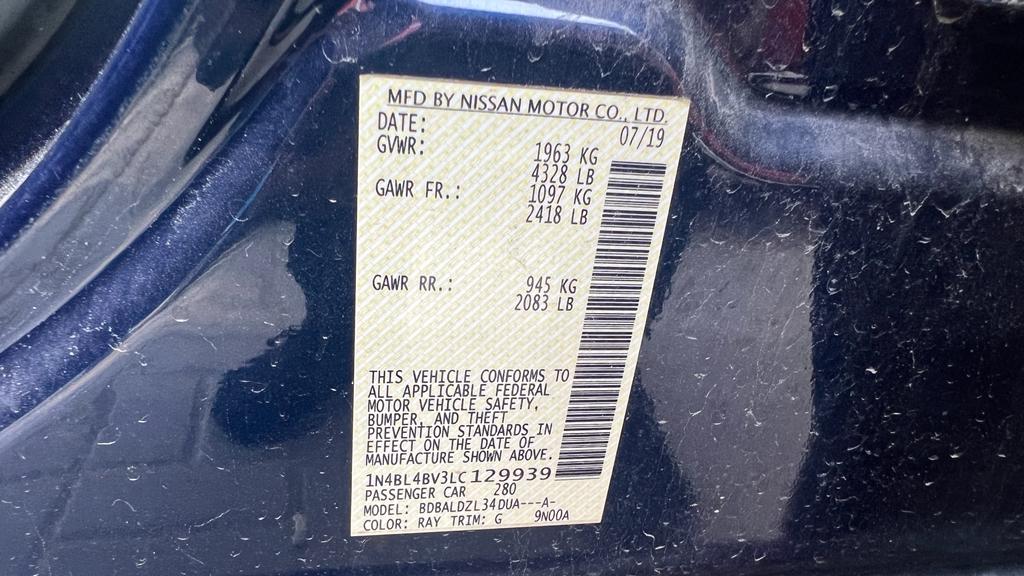 MFD BY NISSAN MOTOR CO., LTD.
DATE: 07/19
GVWR: 1963 KG
4328 LB
GAWR FR.: 1097 KG
2418 LB
GAWR RR.: 945 KG
2083 LB
THIS VEHICLE CONFORMS TO
ALL APPLICABLE FEDERAL
MOTOR VEHICLE SAFETY,
BUMPER, AND THEFT
PREVENTION STANDARDS IN
EFFECT ON THE DATE OF
MANUFACTURE SHOWN ABOVE.
1N4BL4BV3LC129939
PASSENGER CAR 280
MODEL: BDBALDZL34DUA---A-
COLOR: RAY TRIM: G 9N00A